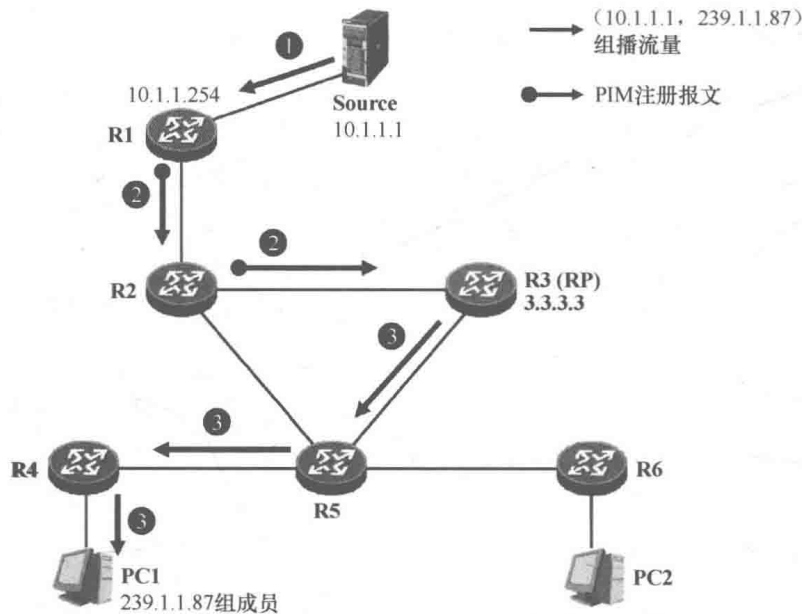 (10.1.1.1，239.1.1.87)
组播流量
PIM注册报文
1
10.1.1.254
Source
10.1.1.1
R1
2
2
R2
R3 (RP)
3.3.3.3
3
3
R4
R5
R6
3
PC1
239.1.1.87组成员
PC2